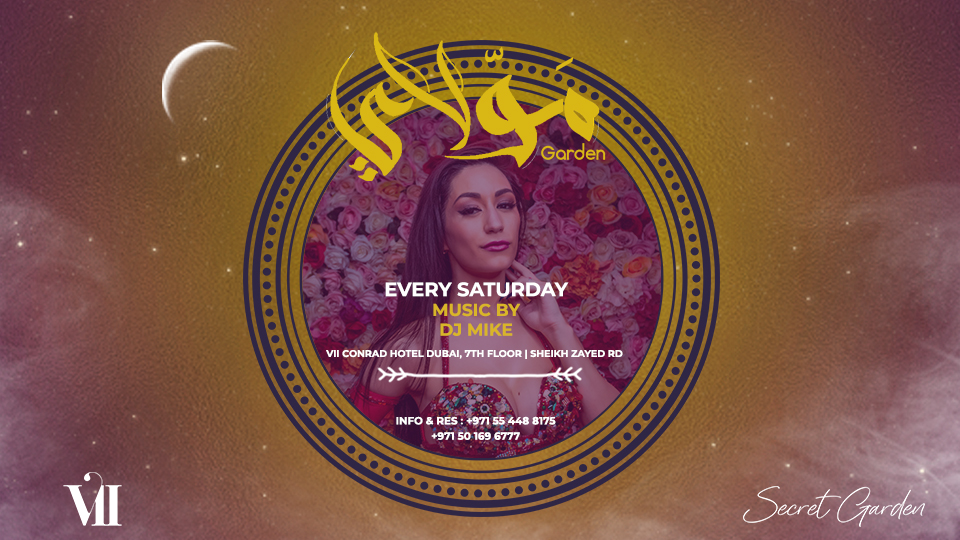 مَوّلاي
Garden
EVERY SATURDAY
MUSIC BY
DJ MIKE
VII CONRAD HOTEL DUBAI, 7TH FLOOR | SHEIKH ZAYED RD
INFO & RES : +971 55 448 8175
+971 50 169 6777
VII
Secret Garden